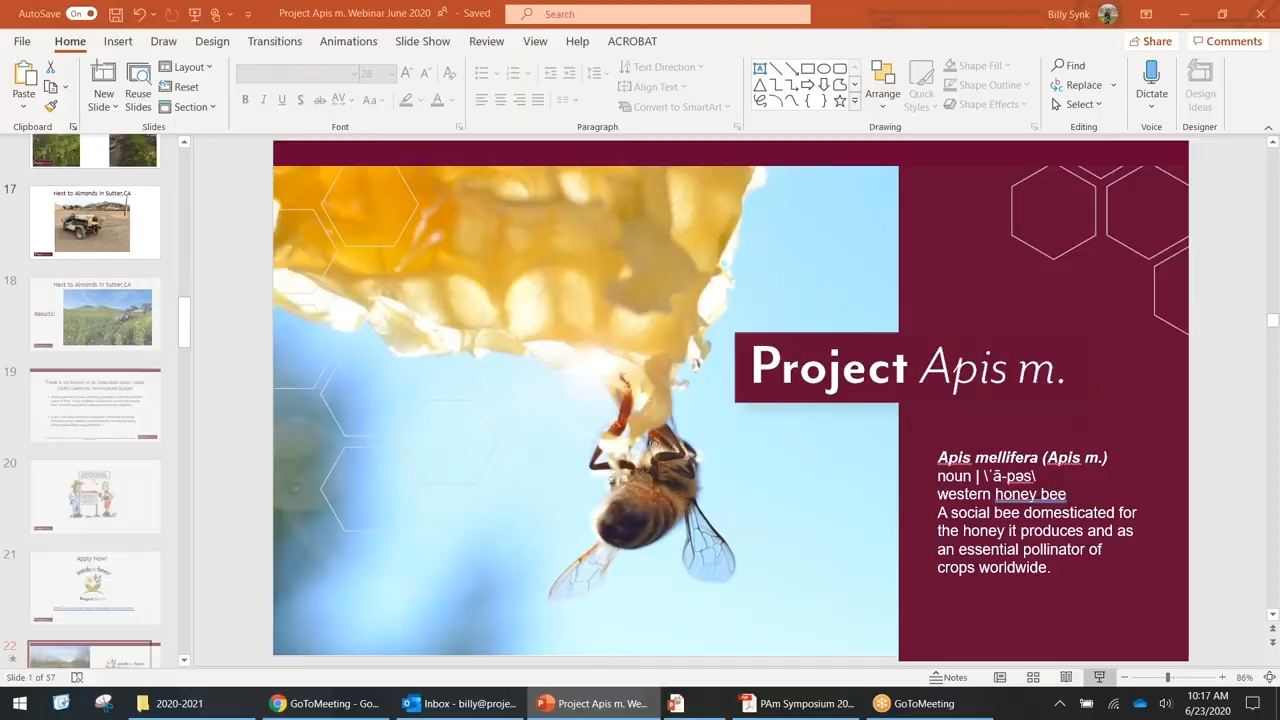 AutoSave On Project Apis m. Webinar June 2020 - Saved Search Billy Synk
File Home Insert Draw Design Transitions Animations Slide Show Review View Help ACROBAT Share Comments
Paste
New Slide
Reuse Slides
Layout
Reset
Section
28
Text Direction
Align Text
Convert to SmartArt
Arrange
Quick Styles
Shape Fill
Shape Outline
Shape Effects
Find
Replace
Select
Dictate
Design Ideas
Clipboard Slides Font Paragraph Drawing Editing Voice Designer
17
Next to Almonds in Sutter,CA
18
Next to Almonds in Sutter,CA
19
20
21
Apply Now!
22
Project Apis m.
Apis mellifera (Apis m.)
noun | \ˈā-pəs\
western honey bee
A social bee domesticated for
the honey it produces and as
an essential pollinator of
crops worldwide.
Slide 1 of 57 Notes 86%
2020-2021 GoToMeeting - Go... Inbox - billy@proje... Project Apis m. We... PAm Symposium 20... GoToMeeting
10:17 AM
6/23/2020